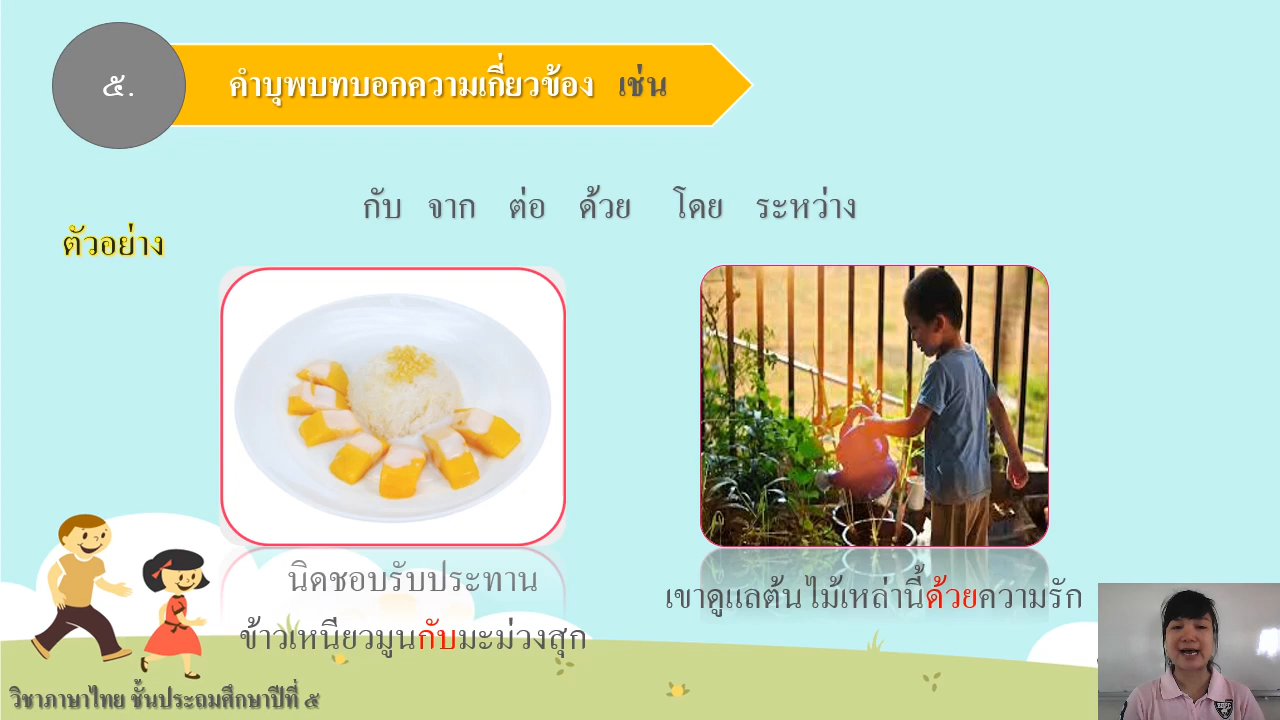 ๕.
คำบุพบทบอกความเกี่ยวข้อง เช่น
กับ จาก ต่อ ด้วย โดย ระหว่าง
ตัวอย่าง
นิดชอบรับประทาน
ข้าวเหนียวมูนกับมะม่วงสุก
เขาดูแลต้นไม้เหล่านี้ด้วยความรัก
วิชาภาษาไทย ชั้นประถมศึกษาปีที่ ๕